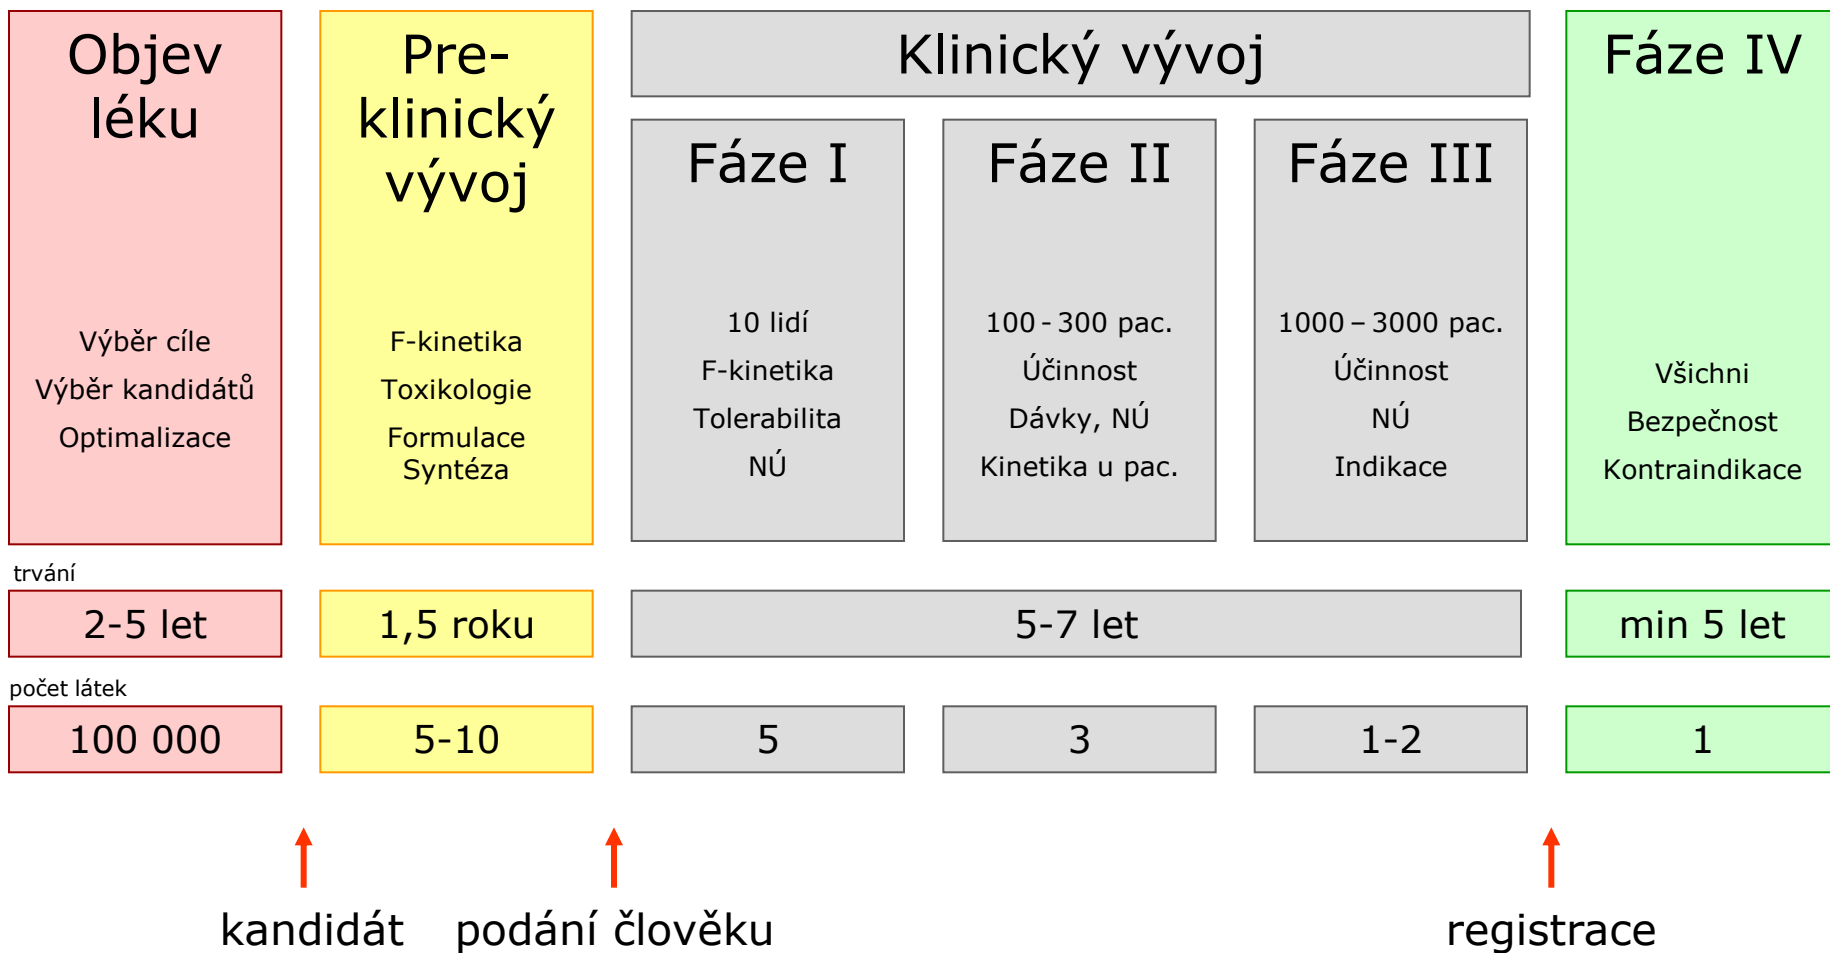 Objev
léku
Výběr cíle
Výběr kandidátů
Optimalizace
Pre-
klinický
vývoj
F-kinetika
Toxikologie
Formulace
Syntéza
Klinický vývoj
Fáze I
10 lidí
F-kinetika
Tolerabilita
NÚ
Fáze II
100 - 300 pac.
Účinnost
Dávky, NÚ
Kinetika u pac.
Fáze III
1000 – 3000 pac.
Účinnost
NÚ
Indikace
Fáze IV
Všichni
Bezpečnost
Kontraindikace
trvání
2-5 let
1,5 roku
5-7 let
min 5 let
počet látek
100 000
5-10
5
3
1-2
1
kandidát
podání člověku
registrace